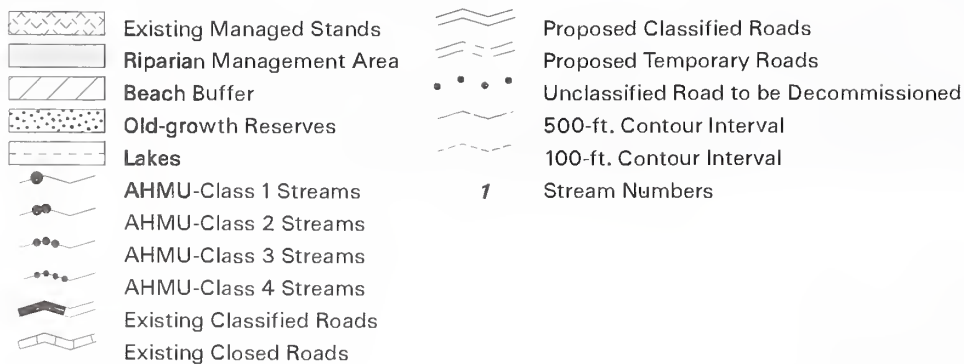 Existing Managed Stands
Riparian Management Area
Beach Buffer
Old-growth Reserves
Lakes
AHMU-Class 1 Streams
AHMU-Class 2 Streams
AHMU-Class 3 Streams
AHMU-Class 4 Streams
Existing Classified Roads
Existing Closed Roads
Proposed Classified Roads
Proposed Temporary Roads
Unclassified Road to be Decommissioned
500-ft. Contour Interval
100-ft. Contour Interval
1 Stream Numbers